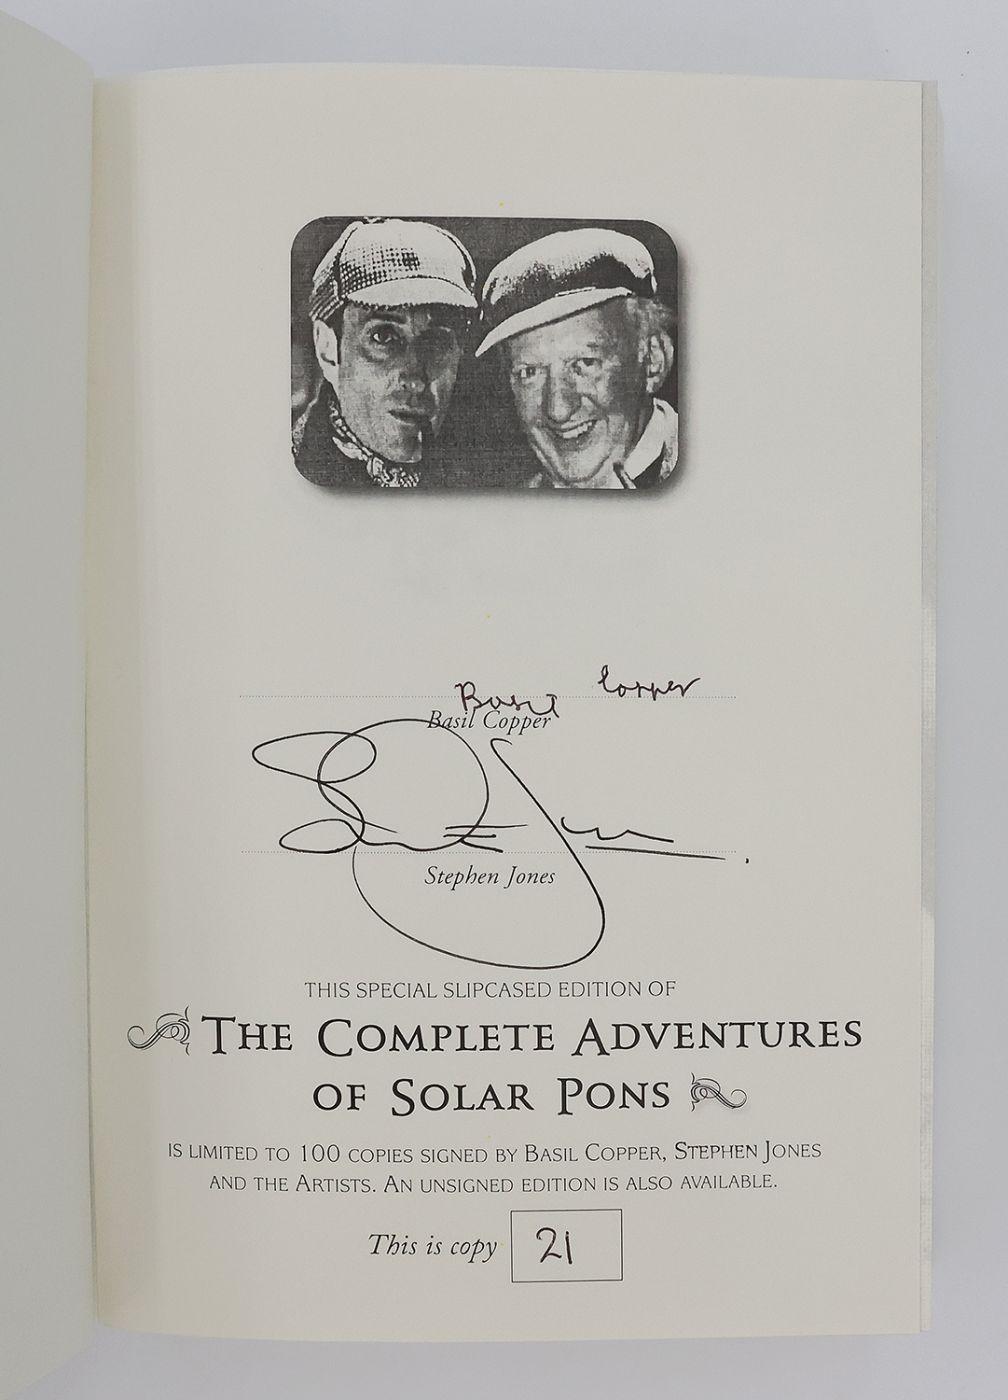 Basil Copper
Basil Copper
Stephen Jones
THIS SPECIAL SLIPCASED EDITION OF
THE COMPLETE ADVENTURES
OF SOLAR PONS
IS LIMITED TO 100 COPIES SIGNED BY BASIL COPPER, STEPHEN JONES
AND THE ARTISTS. AN UNSIGNED EDITION IS ALSO AVAILABLE.
This is copy 21